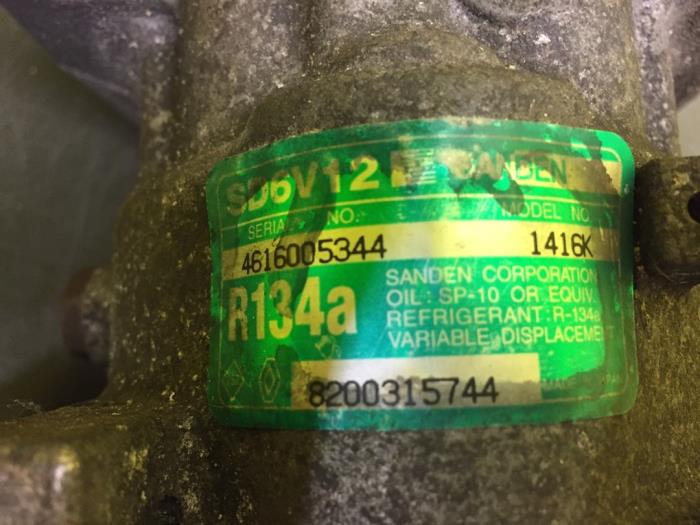 SD6V12 SANDEN
SERIAL NO. MODEL NO.
4616005344 1416K
R134a
SANDEN CORPORATION
OIL: SP-10 OR EQUIV.
REFRIGERANT: R-134a
VARIABLE DISPLACEMENT
8200315744